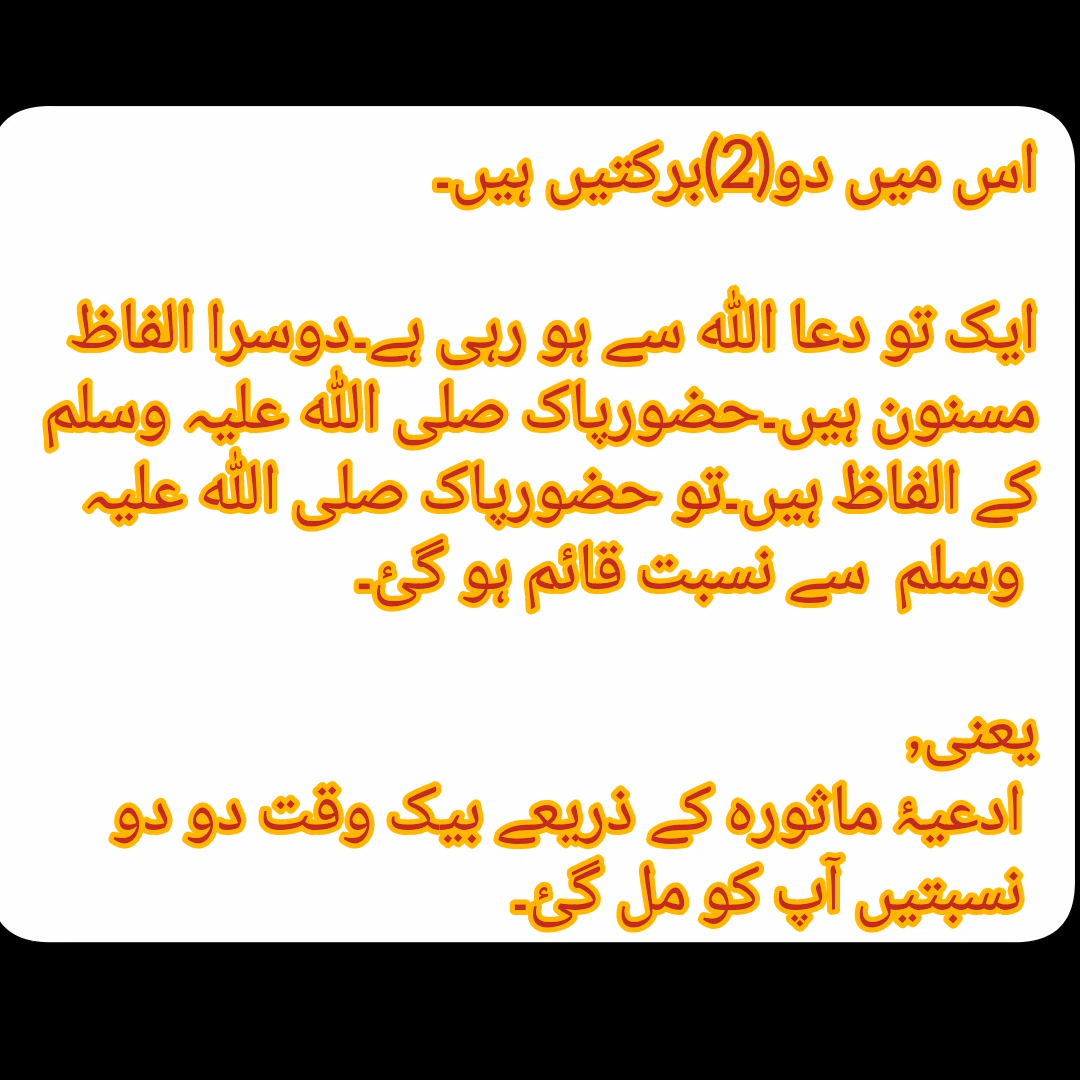 اس میں دو(2)برکتیں ہیں۔
ایک تو دعا اللہ سے ہو رہی ہے۔دوسرا الفاظ
مسنون ہیں۔حضورپاک صلی اللہ علیہ وسلم
کے الفاظ ہیں۔تو حضورپاک صلی اللہ علیہ
وسلم سے نسبت قائم ہو گئ۔
یعنی,
ادعیۂ ماثورہ کے ذریعے بیک وقت دو دو
نسبتیں آپ کو مل گئ۔